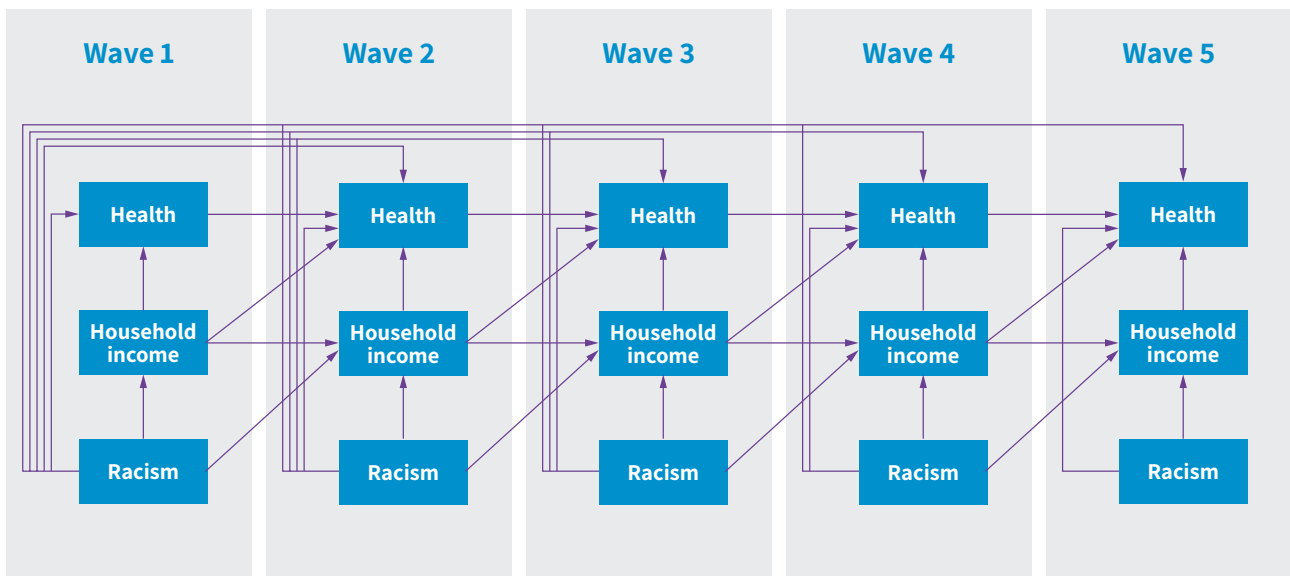 Wave 1
Wave 2
Wave 3
Wave 4
Wave 5
Health
Health
Health
Health
Health
Household
income
Household
income
Household
income
Household
income
Household
income
Racism
Racism
Racism
Racism
Racism